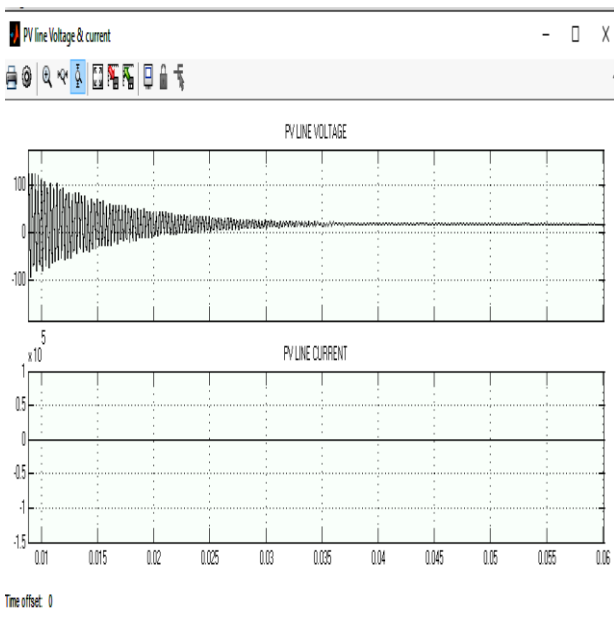 PV line Voltage & current
PV LINE VOLTAGE
100
0
-100
5
x 10
PV LINE CURRENT
1
0.5
0
-0.5
-1
-1.5
0.01 0.015 0.02 0.025 0.03 0.035 0.04 0.045 0.05 0.055 0.06
Time offset: 0